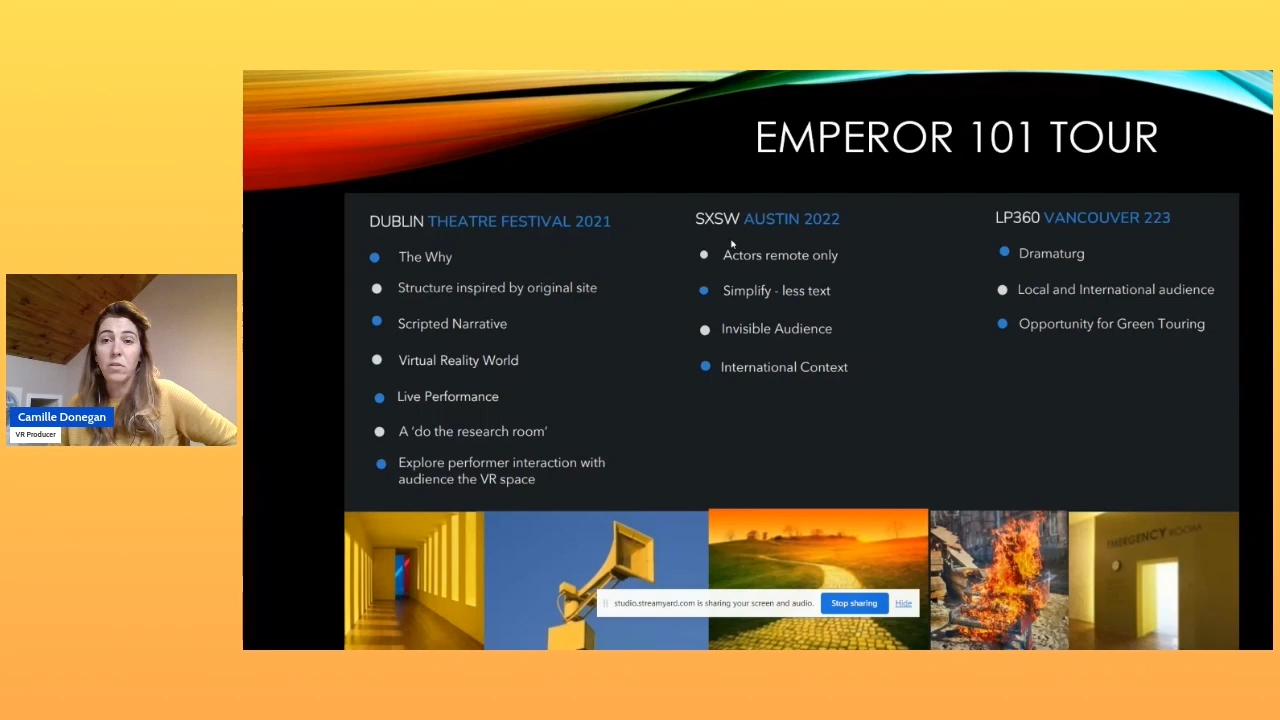 EMPEROR 101 TOUR
DUBLIN THEATRE FESTIVAL 2021
The Why
Structure inspired by original site
Scripted Narrative
Virtual Reality World
Live Performance
A ‘do the research room’
Explore performer interaction with
audience the VR space
SXSW AUSTIN 2022
Actors remote only
Simplify - less text
Invisible Audience
International Context
LP360 VANCOUVER 223
Dramaturg
Local and International audience
Opportunity for Green Touring
Camille Donegan
VR Producer
EMERGENCY ROOM
studio.streamyard.com is sharing your screen and audio.
Stop sharing
Hide